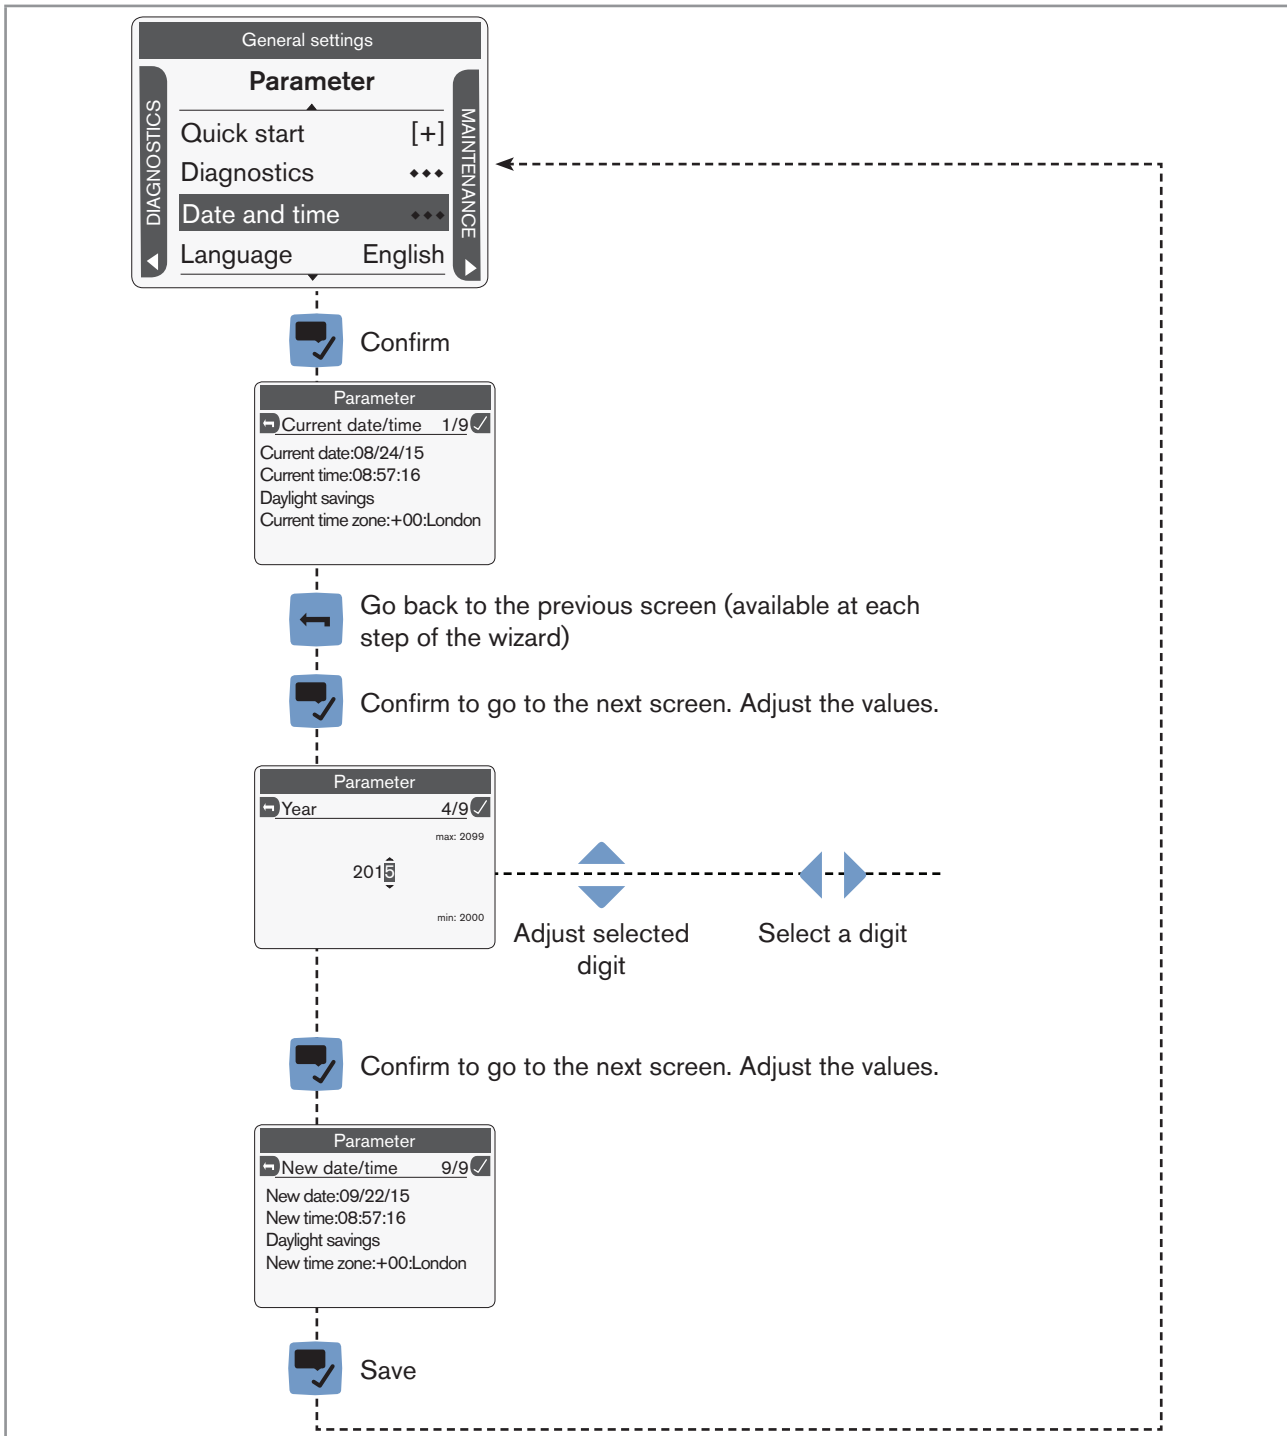 General settings
Parameter
DIAGNOSTICS
MAINTENANCE
Quick start [+]
Diagnostics
Date and time
Language English
Confirm
Parameter
Current date/time 1/9
Current date:08/24/15
Current time:08:57:16
Daylight savings
Current time zone:+00:London
Go back to the previous screen (available at each
step of the wizard)
Confirm to go to the next screen. Adjust the values.
Parameter
Year 4/9
max: 2099
2015
min: 2000
Adjust selected
digit
Select a digit
Confirm to go to the next screen. Adjust the values.
Parameter
New date/time 9/9
New date:09/22/15
New time:08:57:16
Daylight savings
New time zone:+00:London
Save